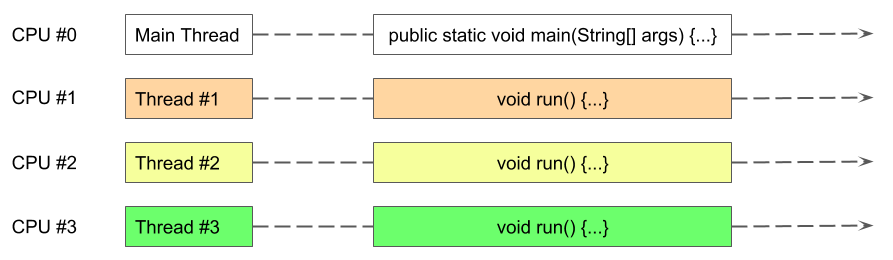 CPU #0 Main Thread public static void main(String[] args) {...}
CPU #1 Thread #1 void run() {...}
CPU #2 Thread #2 void run() {...}
CPU #3 Thread #3 void run() {...}